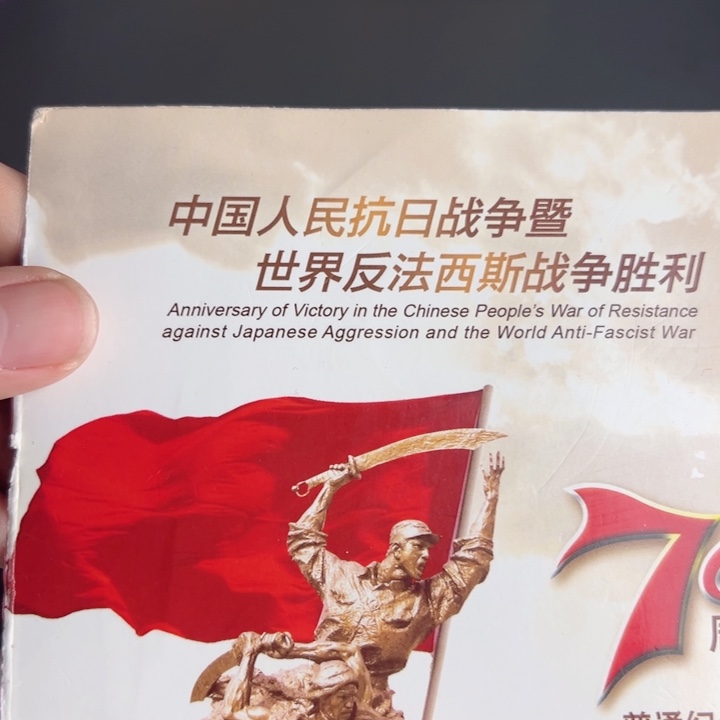 中国人民抗日战争暨
世界反法西斯战争胜利
Anniversary of Victory in the Chinese People's War of Resistance
against Japanese Aggression and the World Anti-Fascist War
7